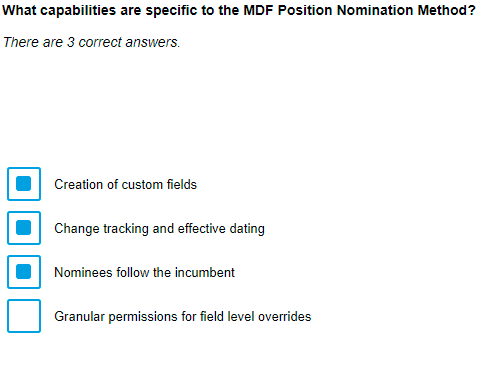 What capabilities are specific to the MDF Position Nomination Method?
There are 3 correct answers.
Creation of custom fields
Change tracking and effective dating
Nominees follow the incumbent
Granular permissions for field level overrides